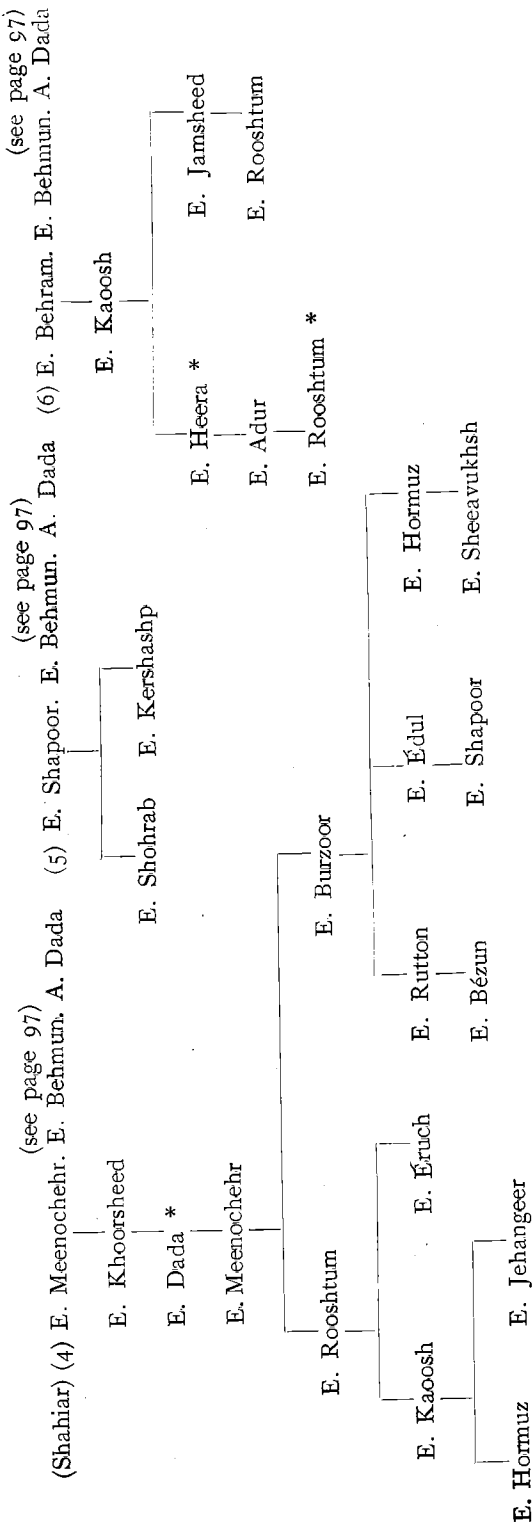 (see page 97) (see page 97) (see page 97)
(Shahiar) (4) E. Meenochehr. E. Behmun. A. Dada (5) E. Shapoor. E. Behmun. A. Dada (6) E. Behram. E. Behmun. A. Dada
E. Khoorsheed E. Shohrab E. Kershashp E. Kaoosh
E. Dada * E. Heera * E. Jamsheed
E. Meenochehr E. Adur E. Rooshtum
E. Rooshtum *
E. Rooshtum E. Burzoor
E. Kaoosh E. Éruch E. Rutton E. Édul E. Hormuz
E. Bézun E. Shapoor E. Sheeavukhsh
E. Hormuz E. Jehangeer